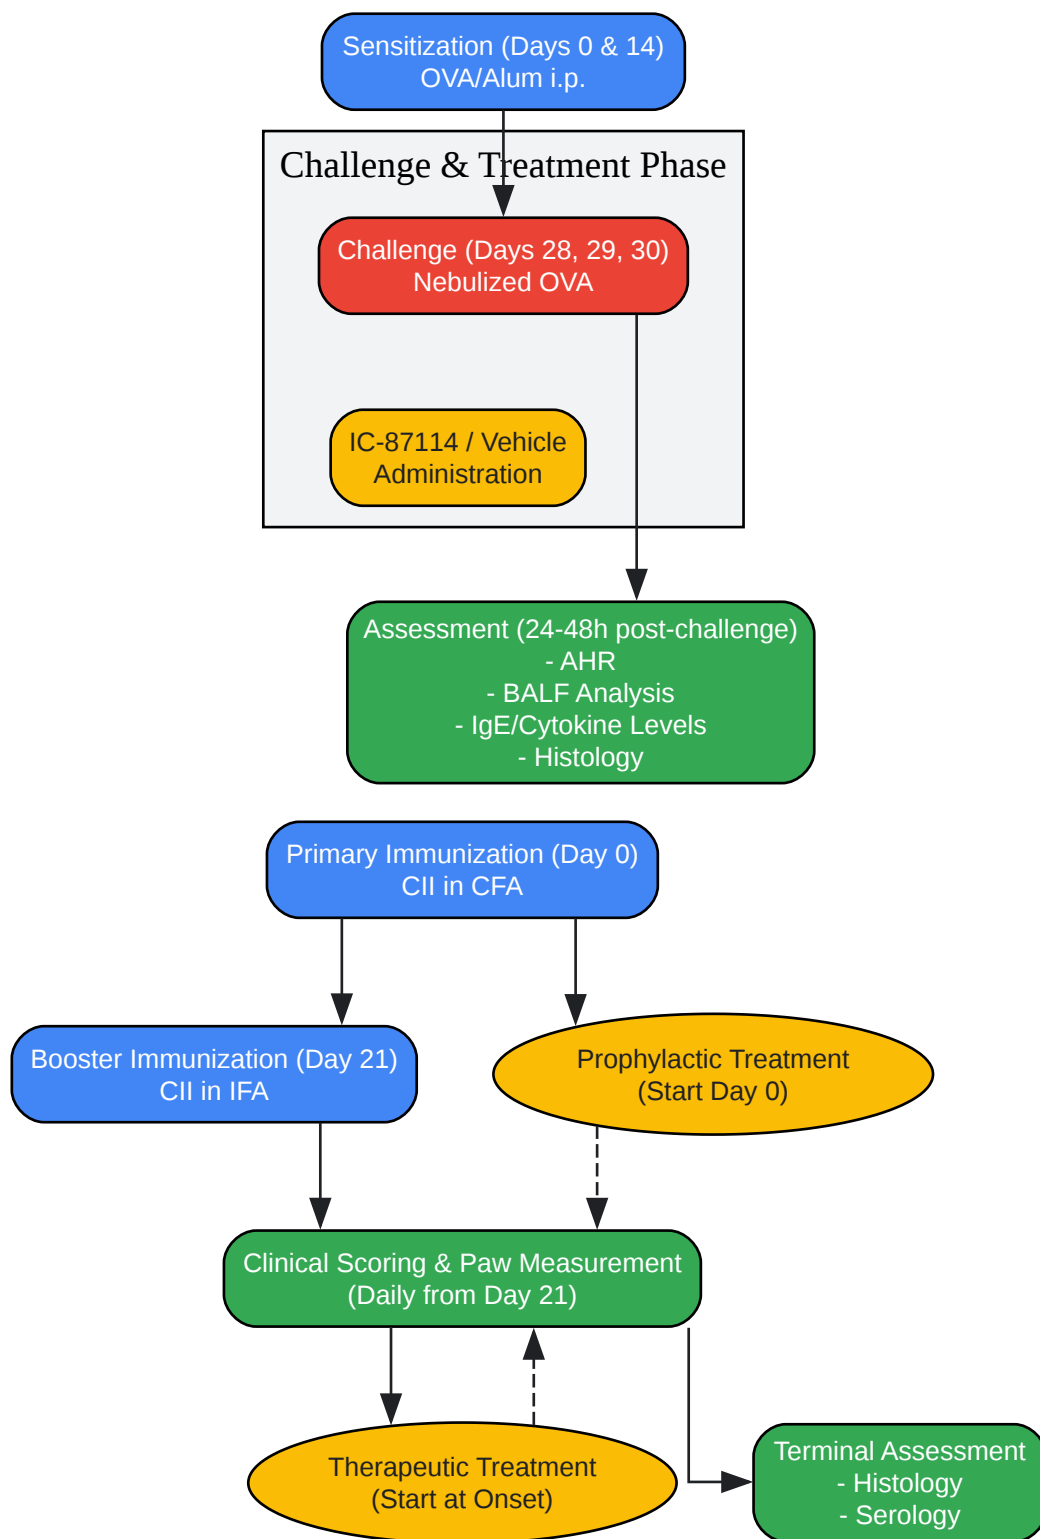 Sensitization (Days 0 & 14)
OVA/Alum i.p.
Challenge & Treatment Phase
Challenge (Days 28, 29, 30)
Nebulized OVA
IC-87114 / Vehicle
Administration
Assessment (24-48h post-challenge)
- AHR
- BALF Analysis
- IgE/Cytokine Levels
- Histology
Primary Immunization (Day 0)
CII in CFA
Booster Immunization (Day 21)
CII in IFA
Prophylactic Treatment
(Start Day 0)
Clinical Scoring & Paw Measurement
(Daily from Day 21)
Therapeutic Treatment
(Start at Onset)
Terminal Assessment
- Histology
- Serology